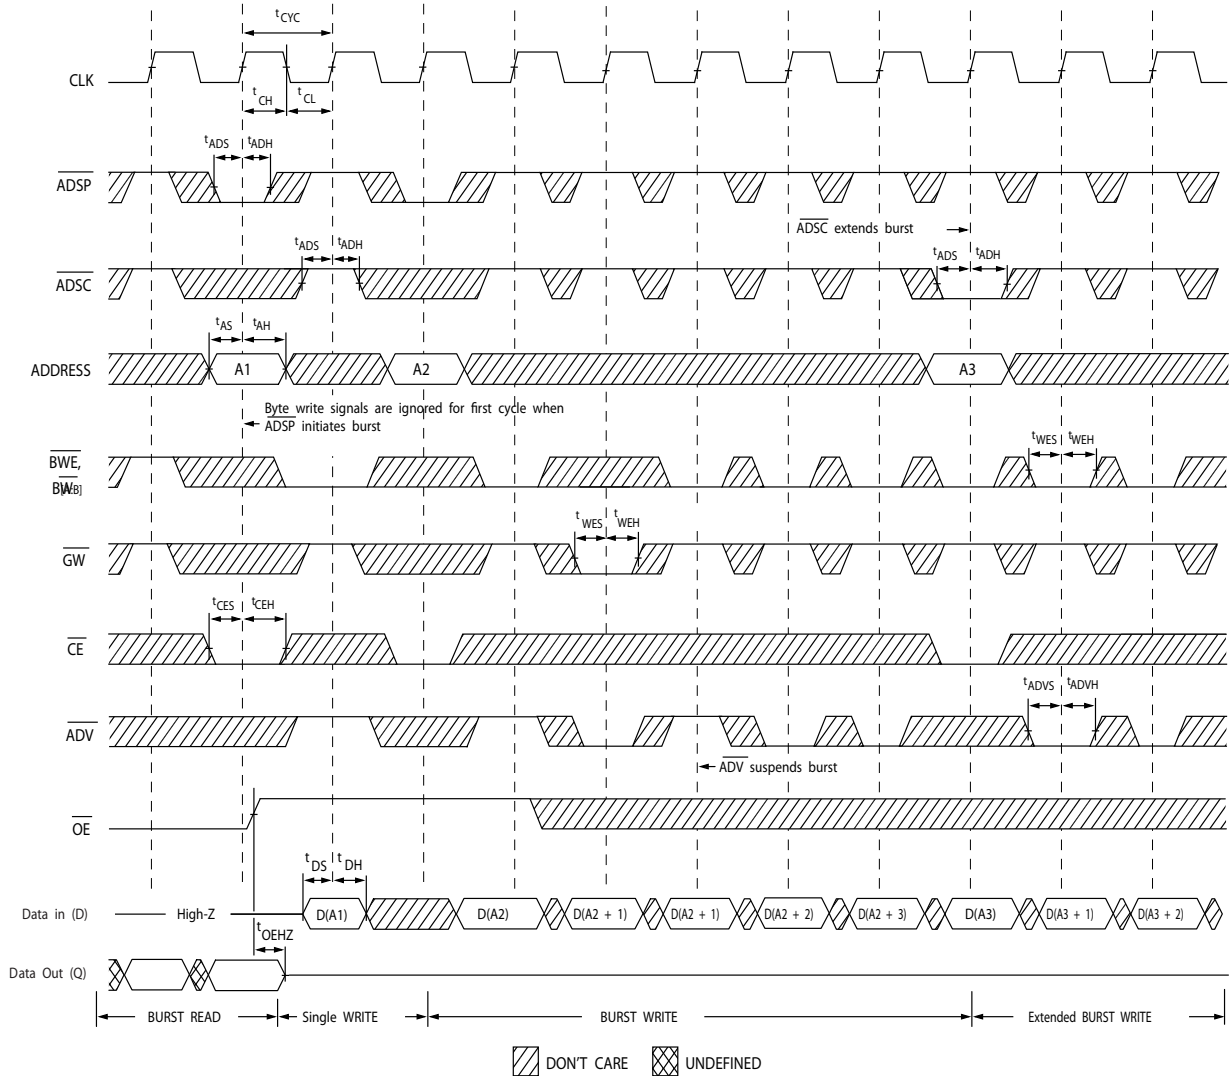 tCYC
CLK
tCH
tCL
tADS
tADH
ADSP
ADSC extends burst
tADS
tADH
tADS
tADH
ADSC
tAS
tAH
ADDRESS
A1
A2
A3
Byte write signals are ignored for first cycle when
ADSP initiates burst
BWE,
tWES
tWEH
tWES
tWEH
GW
tCES
tCEH
CE
tADVS
tADVH
ADV
ADV suspends burst
OE
tDS
tDH
Data in (D)
High-Z
D(A1)
D(A2)
D(A2 + 1)
D(A2 + 1)
D(A2 + 2)
D(A2 + 3)
D(A3)
D(A3 + 1)
D(A3 + 2)
tOEHZ
Data Out (Q)
BURST READ
Single WRITE
BURST WRITE
Extended BURST WRITE
DON'T CARE
UNDEFINED